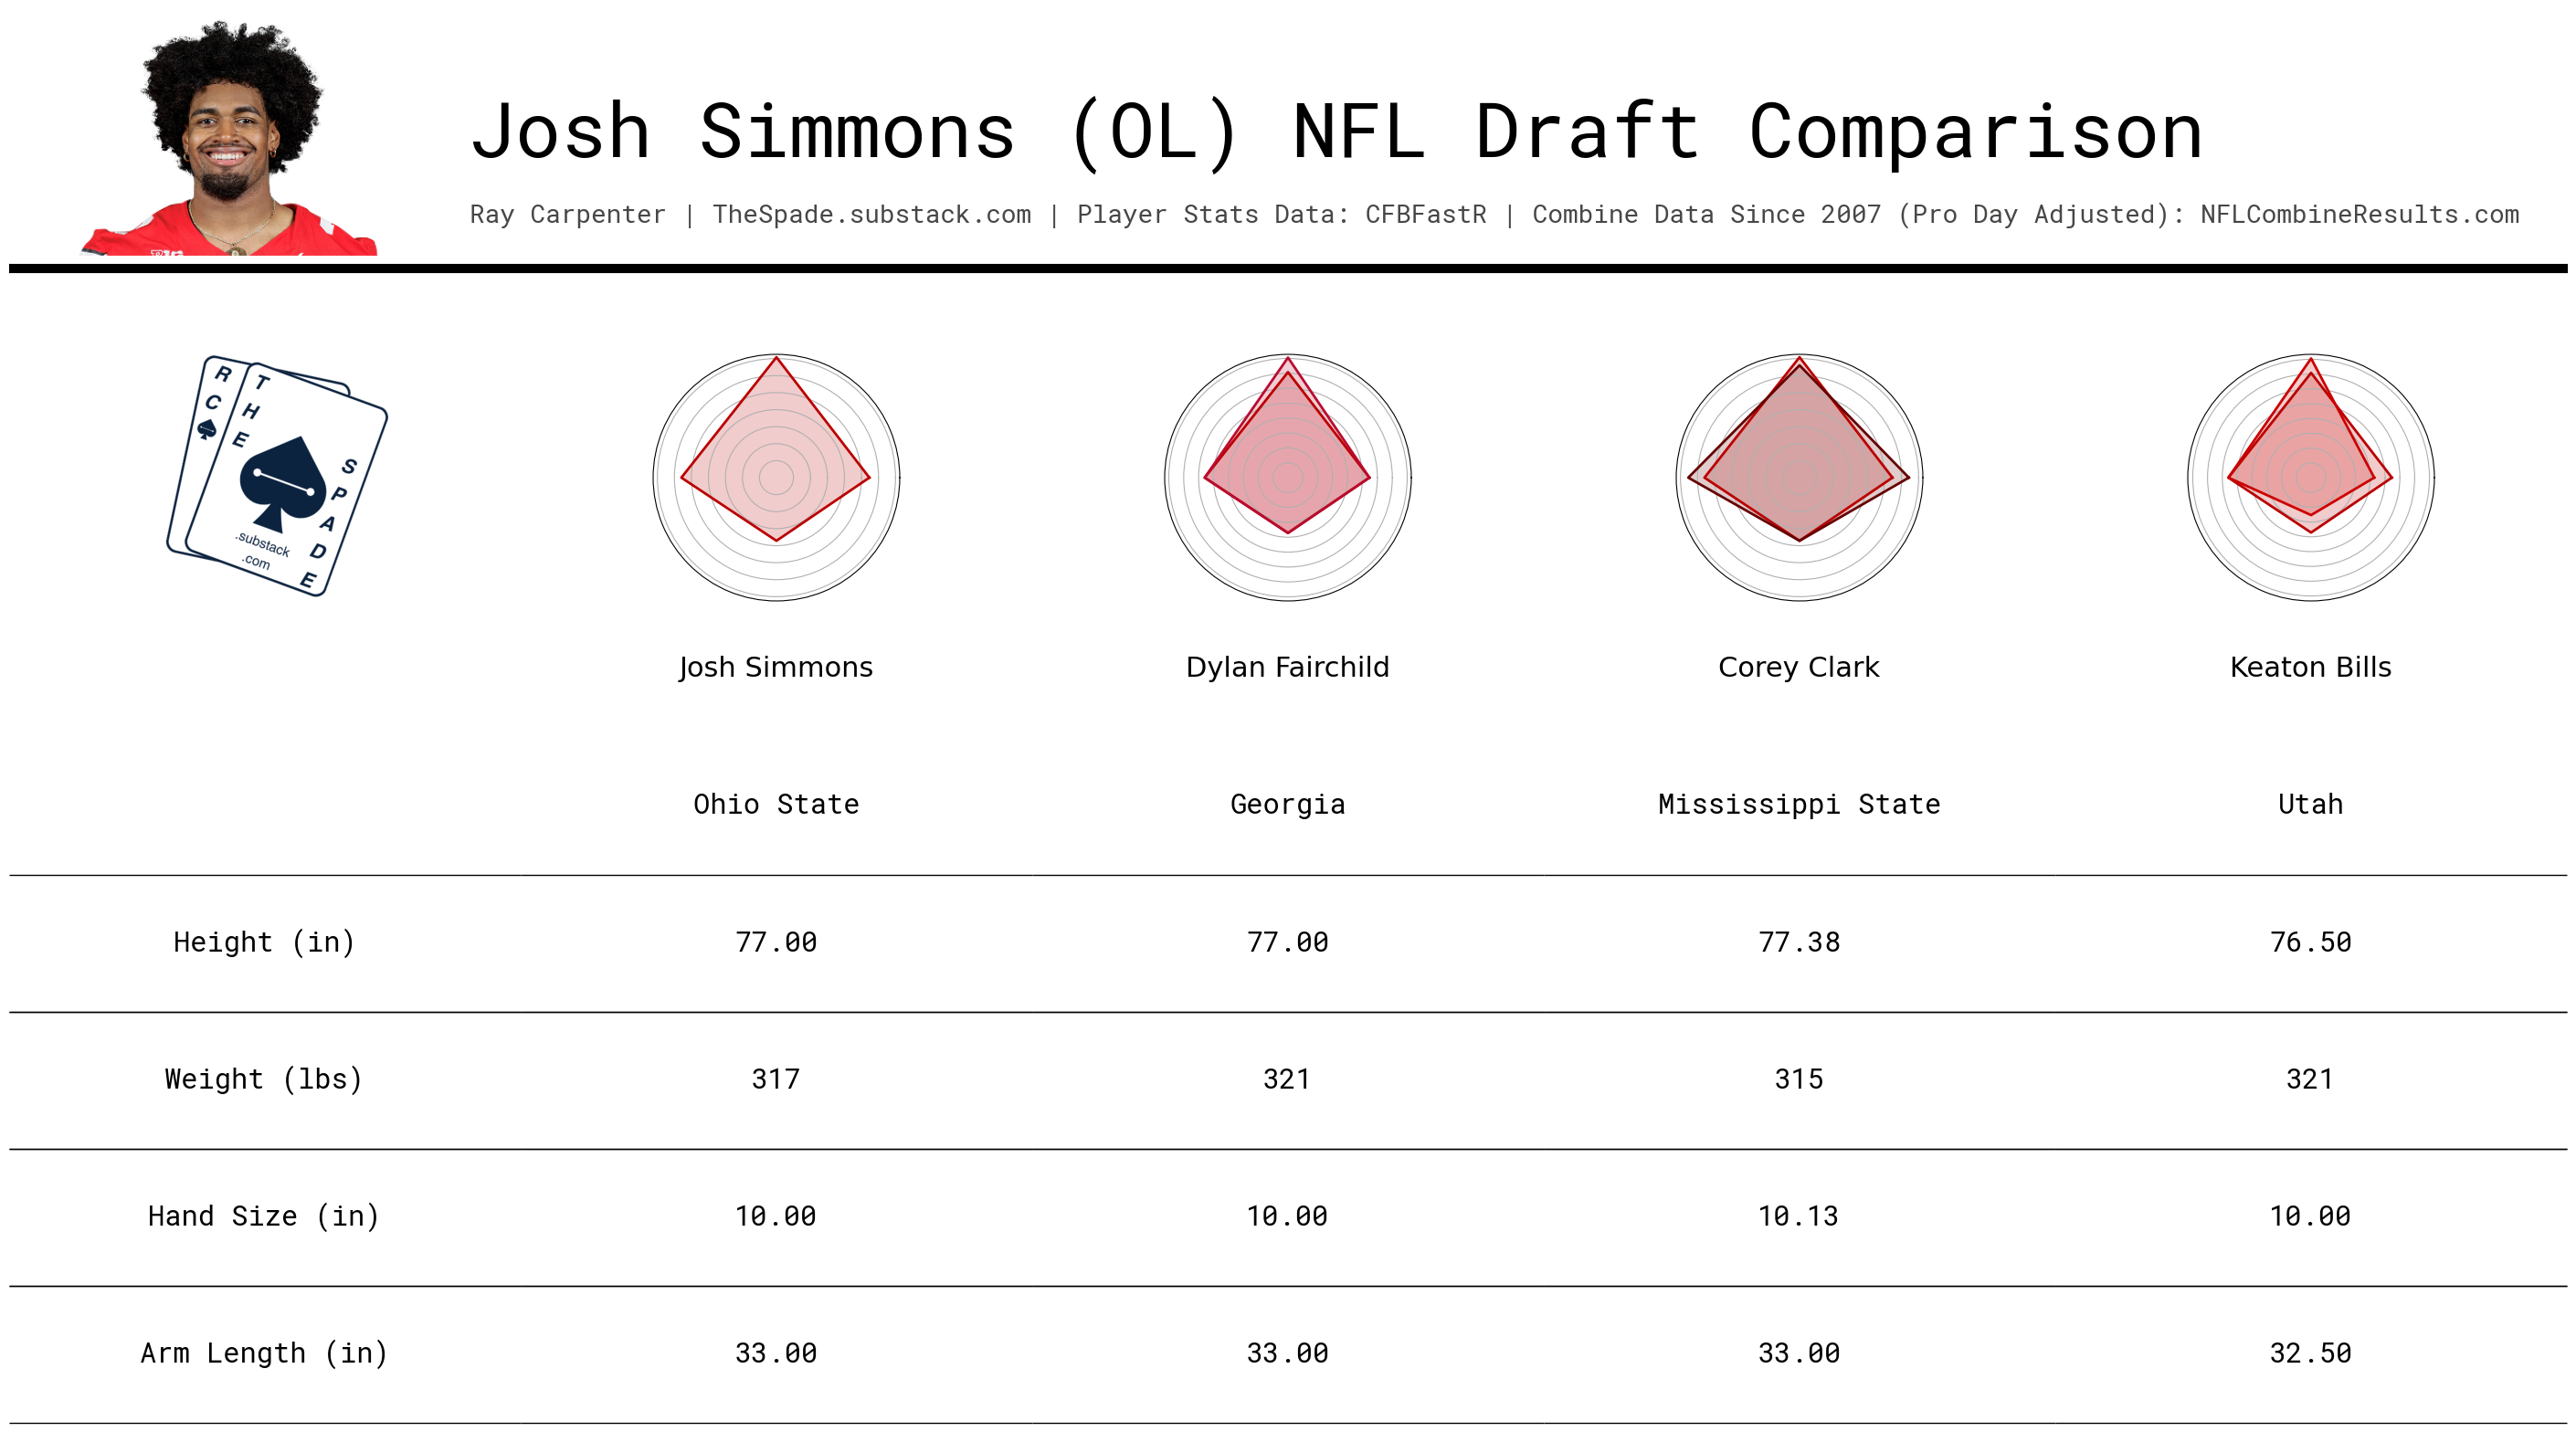 Josh Simmons (OL) NFL Draft Comparison
Ray Carpenter | TheSpade.substack.com | Player Stats Data: CFBFastR | Combine Data Since 2007 (Pro Day Adjusted): NFLCombineResults.com
RC
THE
SPADE
.substack
.com
Josh Simmons Dylan Fairchild Corey Clark Keaton Bills
Ohio State Georgia Mississippi State Utah
Height (in) 77.00 77.00 77.38 76.50
Weight (lbs) 317 321 315 321
Hand Size (in) 10.00 10.00 10.13 10.00
Arm Length (in) 33.00 33.00 33.00 32.50